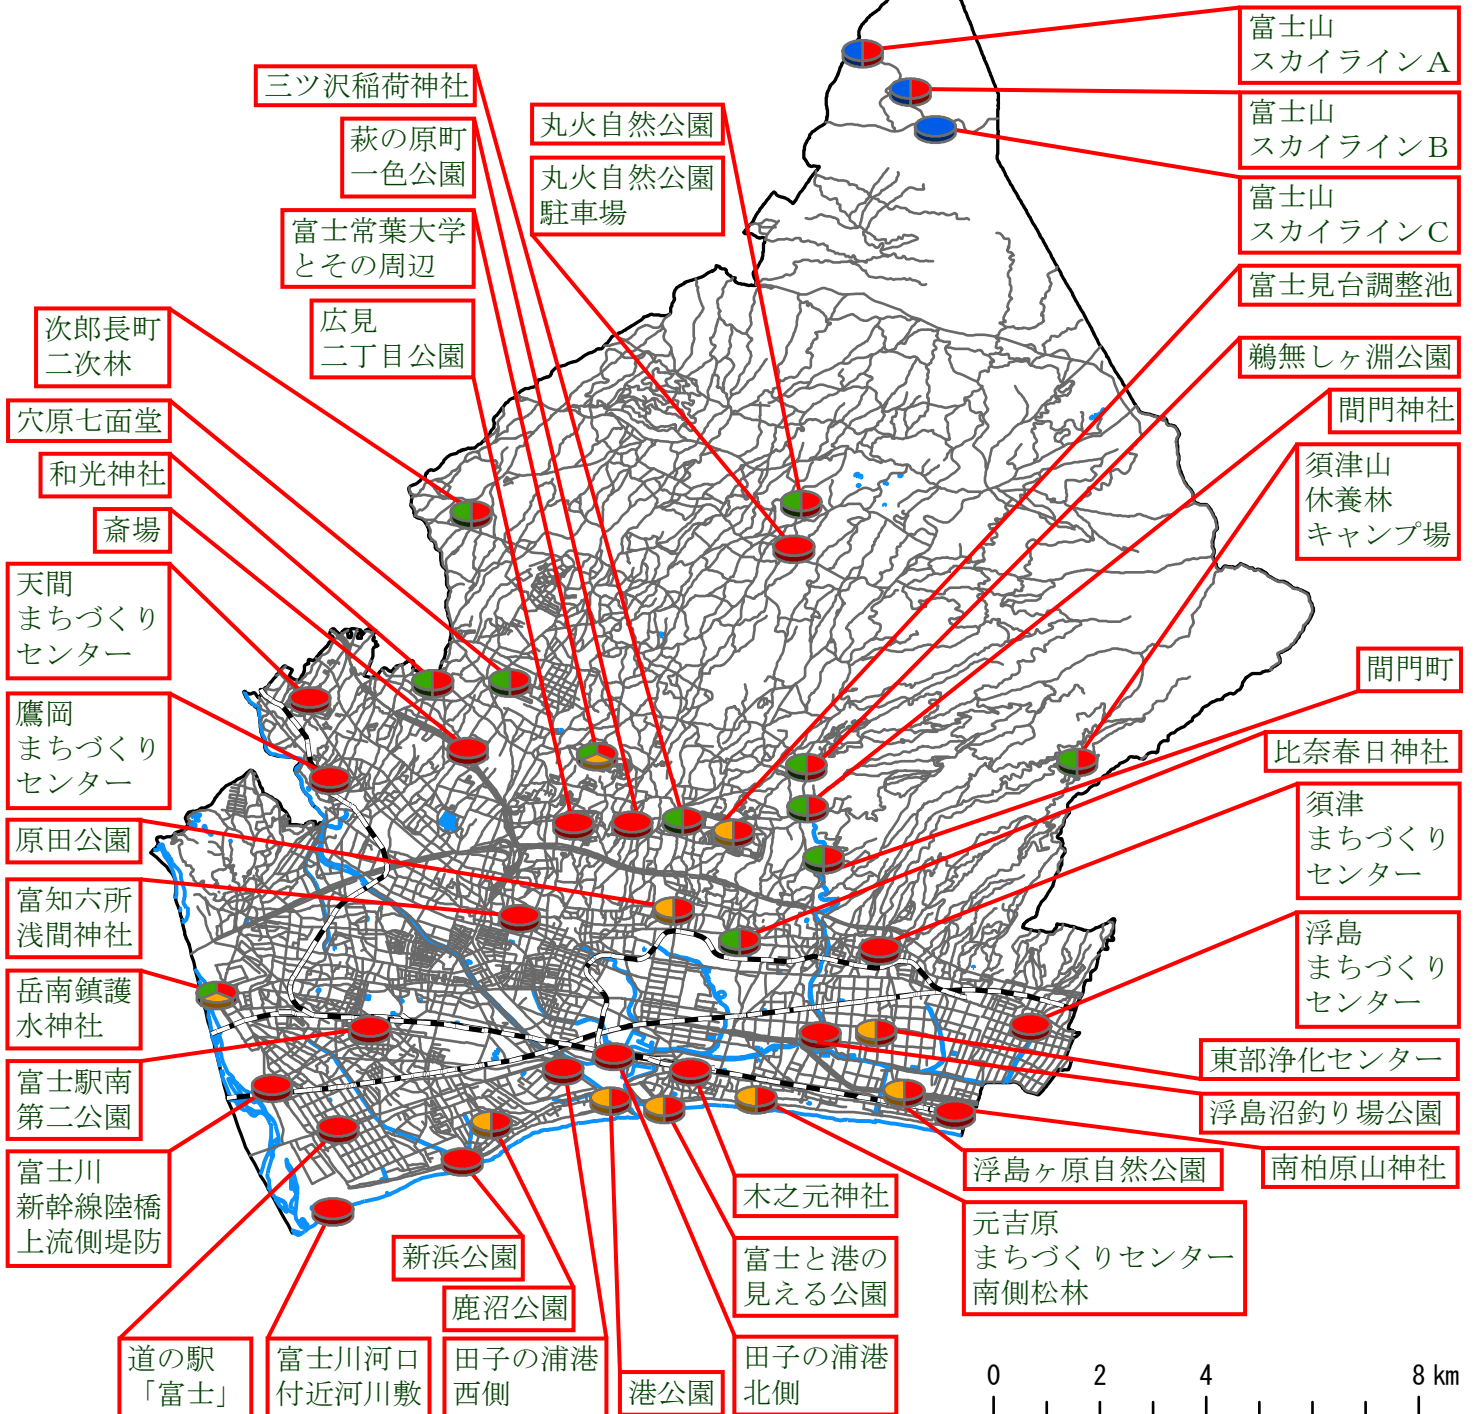 富士山
スカイラインA
富士山
スカイラインB
富士山
スカイラインC
三ツ沢稲荷神社
萩の原町
一色公園
富士常葉大学
とその周辺
広見
二丁目公園
丸火自然公園
丸火自然公園
駐車場
富士見台調整池
鵜無しヶ淵公園
間門神社
須津山
休養林
キャンプ場
次郎長町
二次林
穴原七面堂
和光神社
斎場
天間
まちづくり
センター
鷹岡
まちづくり
センター
原田公園
富知六所
浅間神社
岳南鎮護
水神社
富士駅南
第二公園
富士川
新幹線陸橋
上流側堤防
間門町
比奈春日神社
須津
まちづくり
センター
浮島
まちづくり
センター
東部浄化センター
浮島沼釣り場公園
南柏原山神社
浮島ヶ原自然公園
元吉原
まちづくりセンター
南側松林
木之元神社
富士と港の
見える公園
田子の浦港
北側
港公園
新浜公園
鹿沼公園
田子の浦港
西側
富士川河口
付近河川敷
道の駅
「富士」
0 2 4 8 km